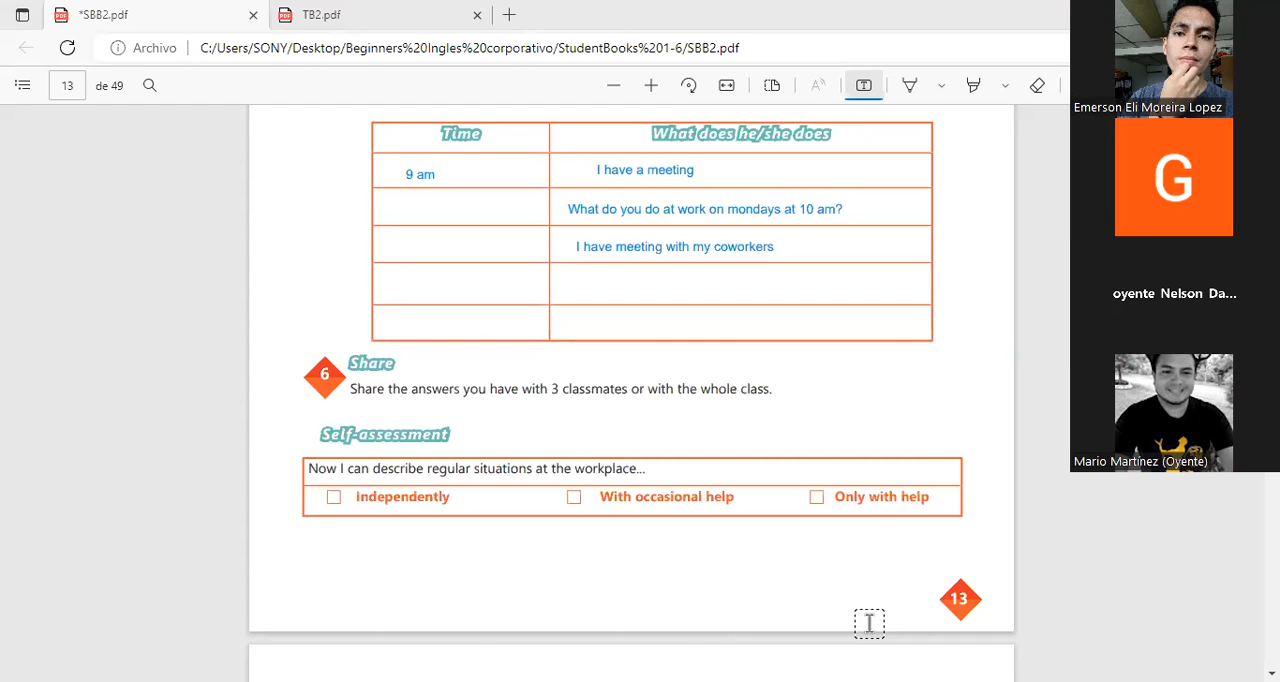 *SBB2.pdf
TB2.pdf
Archivo
C:/Users/SONY/Desktop/Beginners%20Ingles%20corporativo/StudentBooks%201-6/SBB2.pdf
13
de 49
Time
What does he/she does
9 am
I have a meeting
What do you do at work on mondays at 10 am?
I have meeting with my coworkers
6
Share
Share the answers you have with 3 classmates or with the whole class.
Self-assessment
Now I can describe regular situations at the workplace...
independently
With occasional help
Only with help
13
Emerson Eli Moreira Lopez
G
oyente Nelson Da...
Mario Martínez (Oyente)